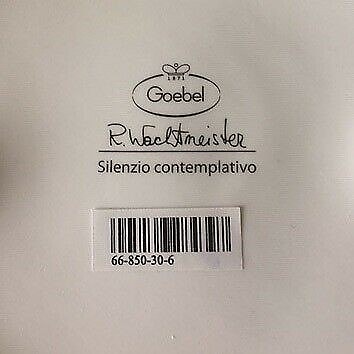 1871
Goebel
R. Wachtmeister
Silenzio contemplativo
66-850-30-6